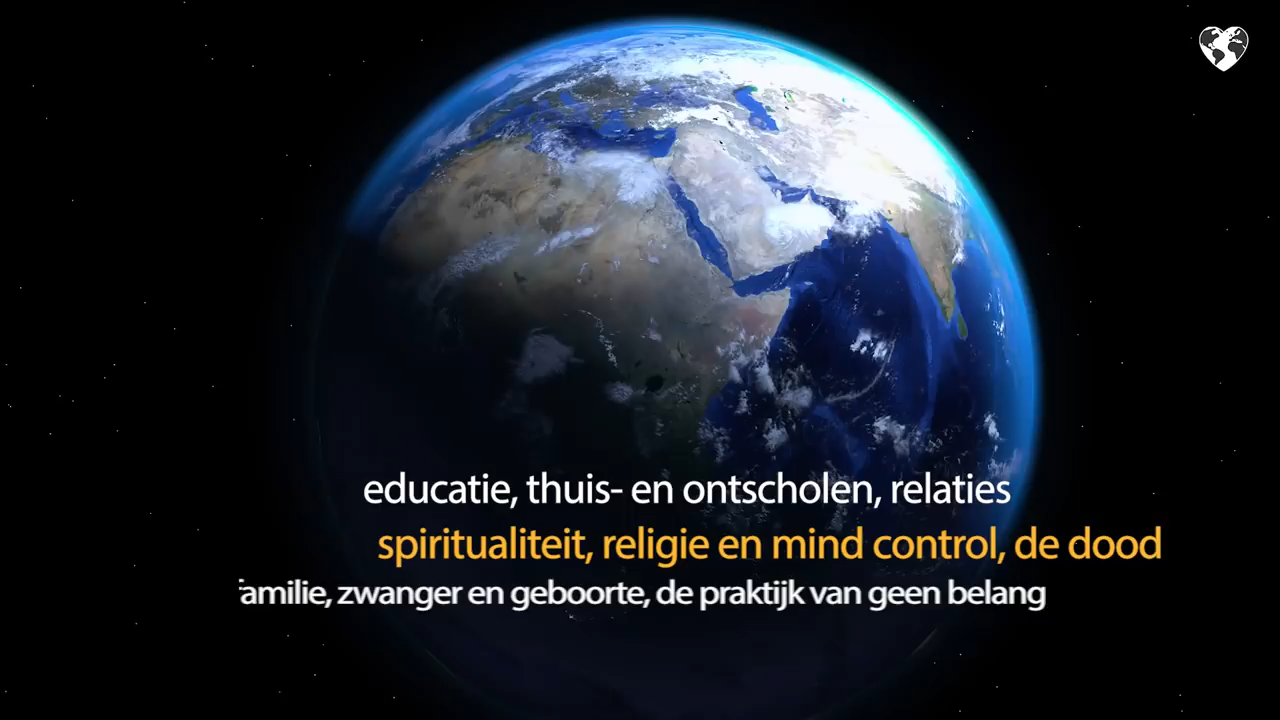 educatie, thuis- en ontscholen, relaties
spiritualiteit, religie en mind control, de dood
familie, zwanger en geboorte, de praktijk van geen belang